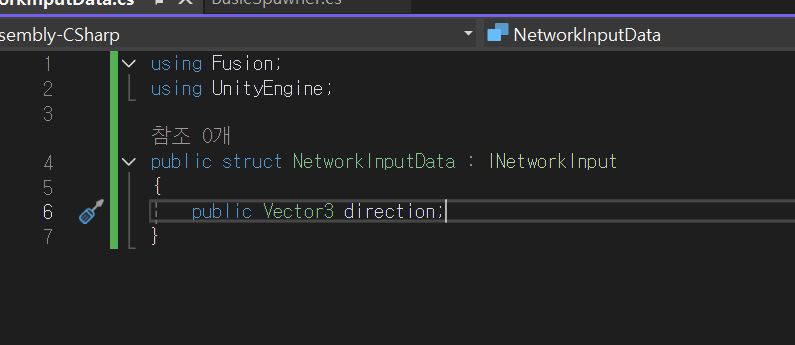 orkInputData.cs
BasicSpawner.cs
sembly-CSharp
NetworkInputData
1 using Fusion;
2 using UnityEngine;
3
참조 0개
4 public struct NetworkInputData : INetworkInput
5 {
6 public Vector3 direction;
7 }